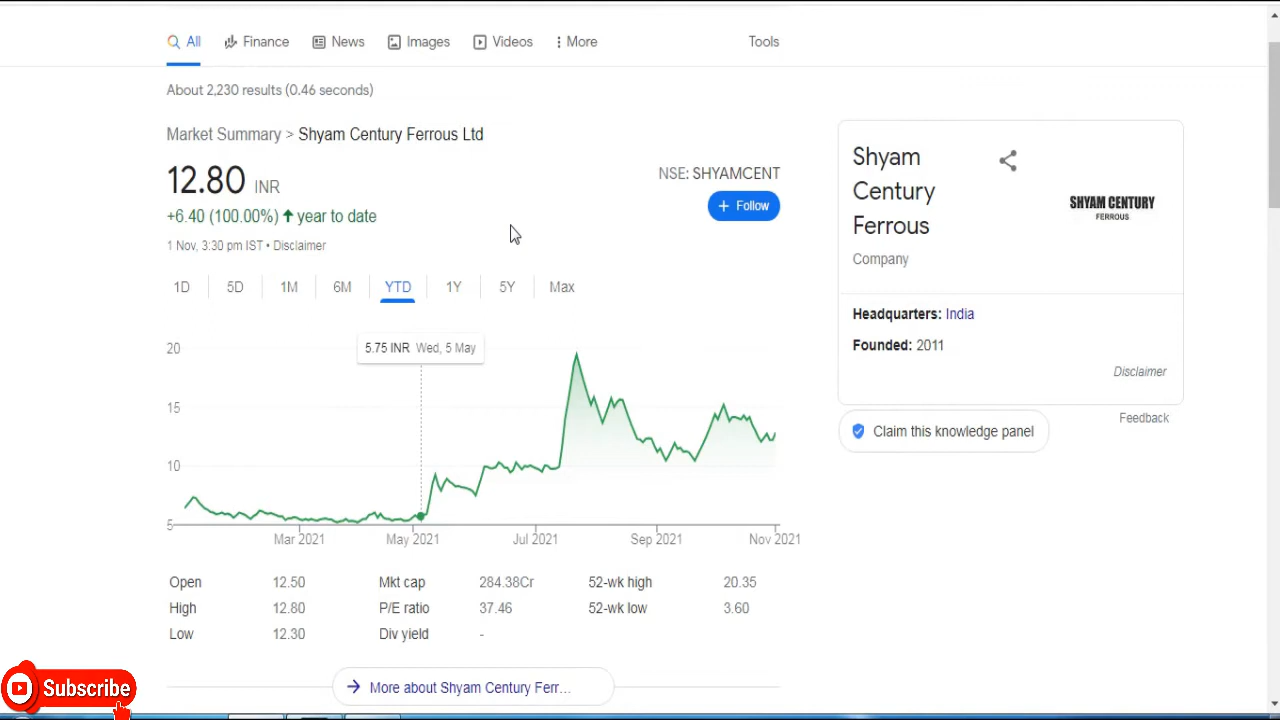 All Finance News Images Videos More Tools
About 2,230 results (0.46 seconds)
Market Summary > Shyam Century Ferrous Ltd
12.80 INR
NSE: SHYAMCENT
+6.40 (100.00%) ↑ year to date
+ Follow
1 Nov, 3:30 pm IST • Disclaimer
1D 5D 1M 6M YTD 1Y 5Y Max
5.75 INR Wed, 5 May
20
15
10
5
Mar 2021 May 2021 Jul 2021 Sep 2021 Nov 2021
Open 12.50 Mkt cap 284.38Cr 52-wk high 20.35
High 12.80 P/E ratio 37.46 52-wk low 3.60
Low 12.30 Div yield -
→ More about Shyam Century Ferr...
Shyam
Century
Ferrous
Company
SHYAM CENTURY
FERROUS
Headquarters: India
Founded: 2011
Disclaimer
Feedback
Claim this knowledge panel
Subscribe